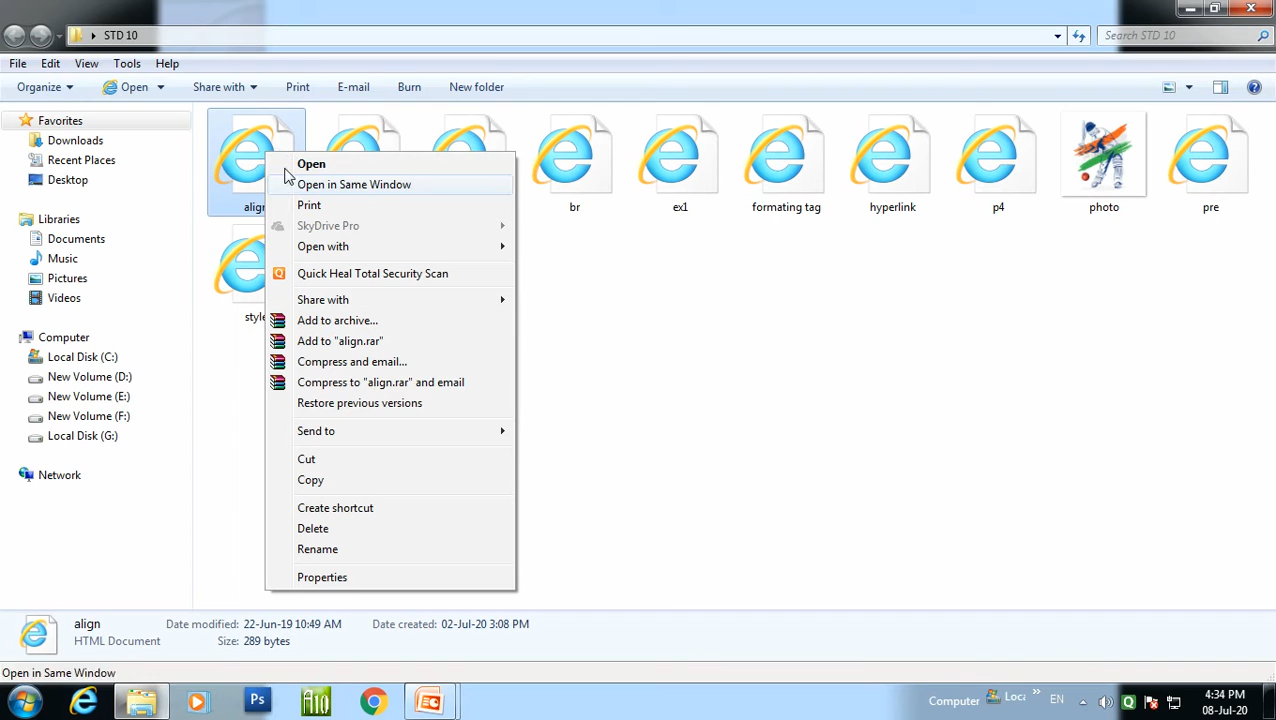 STD 10
Search STD 10
File Edit View Tools Help
Organize Open Share with Print E-mail Burn New folder
Favorites
Downloads
Recent Places
Desktop
Libraries
Documents
Music
Pictures
Videos
Computer
Local Disk (C:)
New Volume (D:)
New Volume (E:)
New Volume (F:)
Local Disk (G:)
Network
align br ex1 formating tag hyperlink p4 photo pre
style
Open
Open in Same Window
Print
SkyDrive Pro
Open with
Quick Heal Total Security Scan
Share with
Add to archive...
Add to "align.rar"
Compress and email...
Compress to "align.rar" and email
Restore previous versions
Send to
Cut
Copy
Create shortcut
Delete
Rename
Properties
align Date modified: 22-Jun-19 10:49 AM Date created: 02-Jul-20 3:08 PM
HTML Document Size: 289 bytes
Open in Same Window
Ps Computer Loca » EN 4:34 PM
08-Jul-20